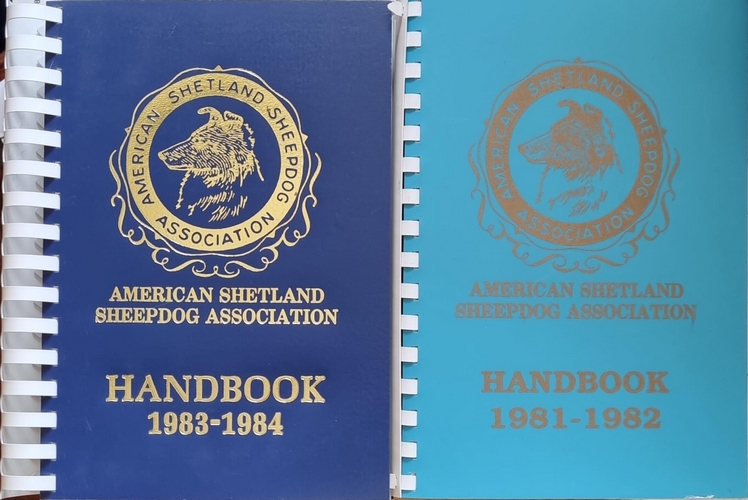 AMERICAN SHETLAND SHEEPDOG
ASSOCIATION
AMERICAN SHETLAND
SHEEPDOG ASSOCIATION
HANDBOOK
1983-1984
AMERICAN SHETLAND SHEEPDOG
ASSOCIATION
AMERICAN SHETLAND
SHEEPDOG ASSOCIATION
HANDBOOK
1981-1982